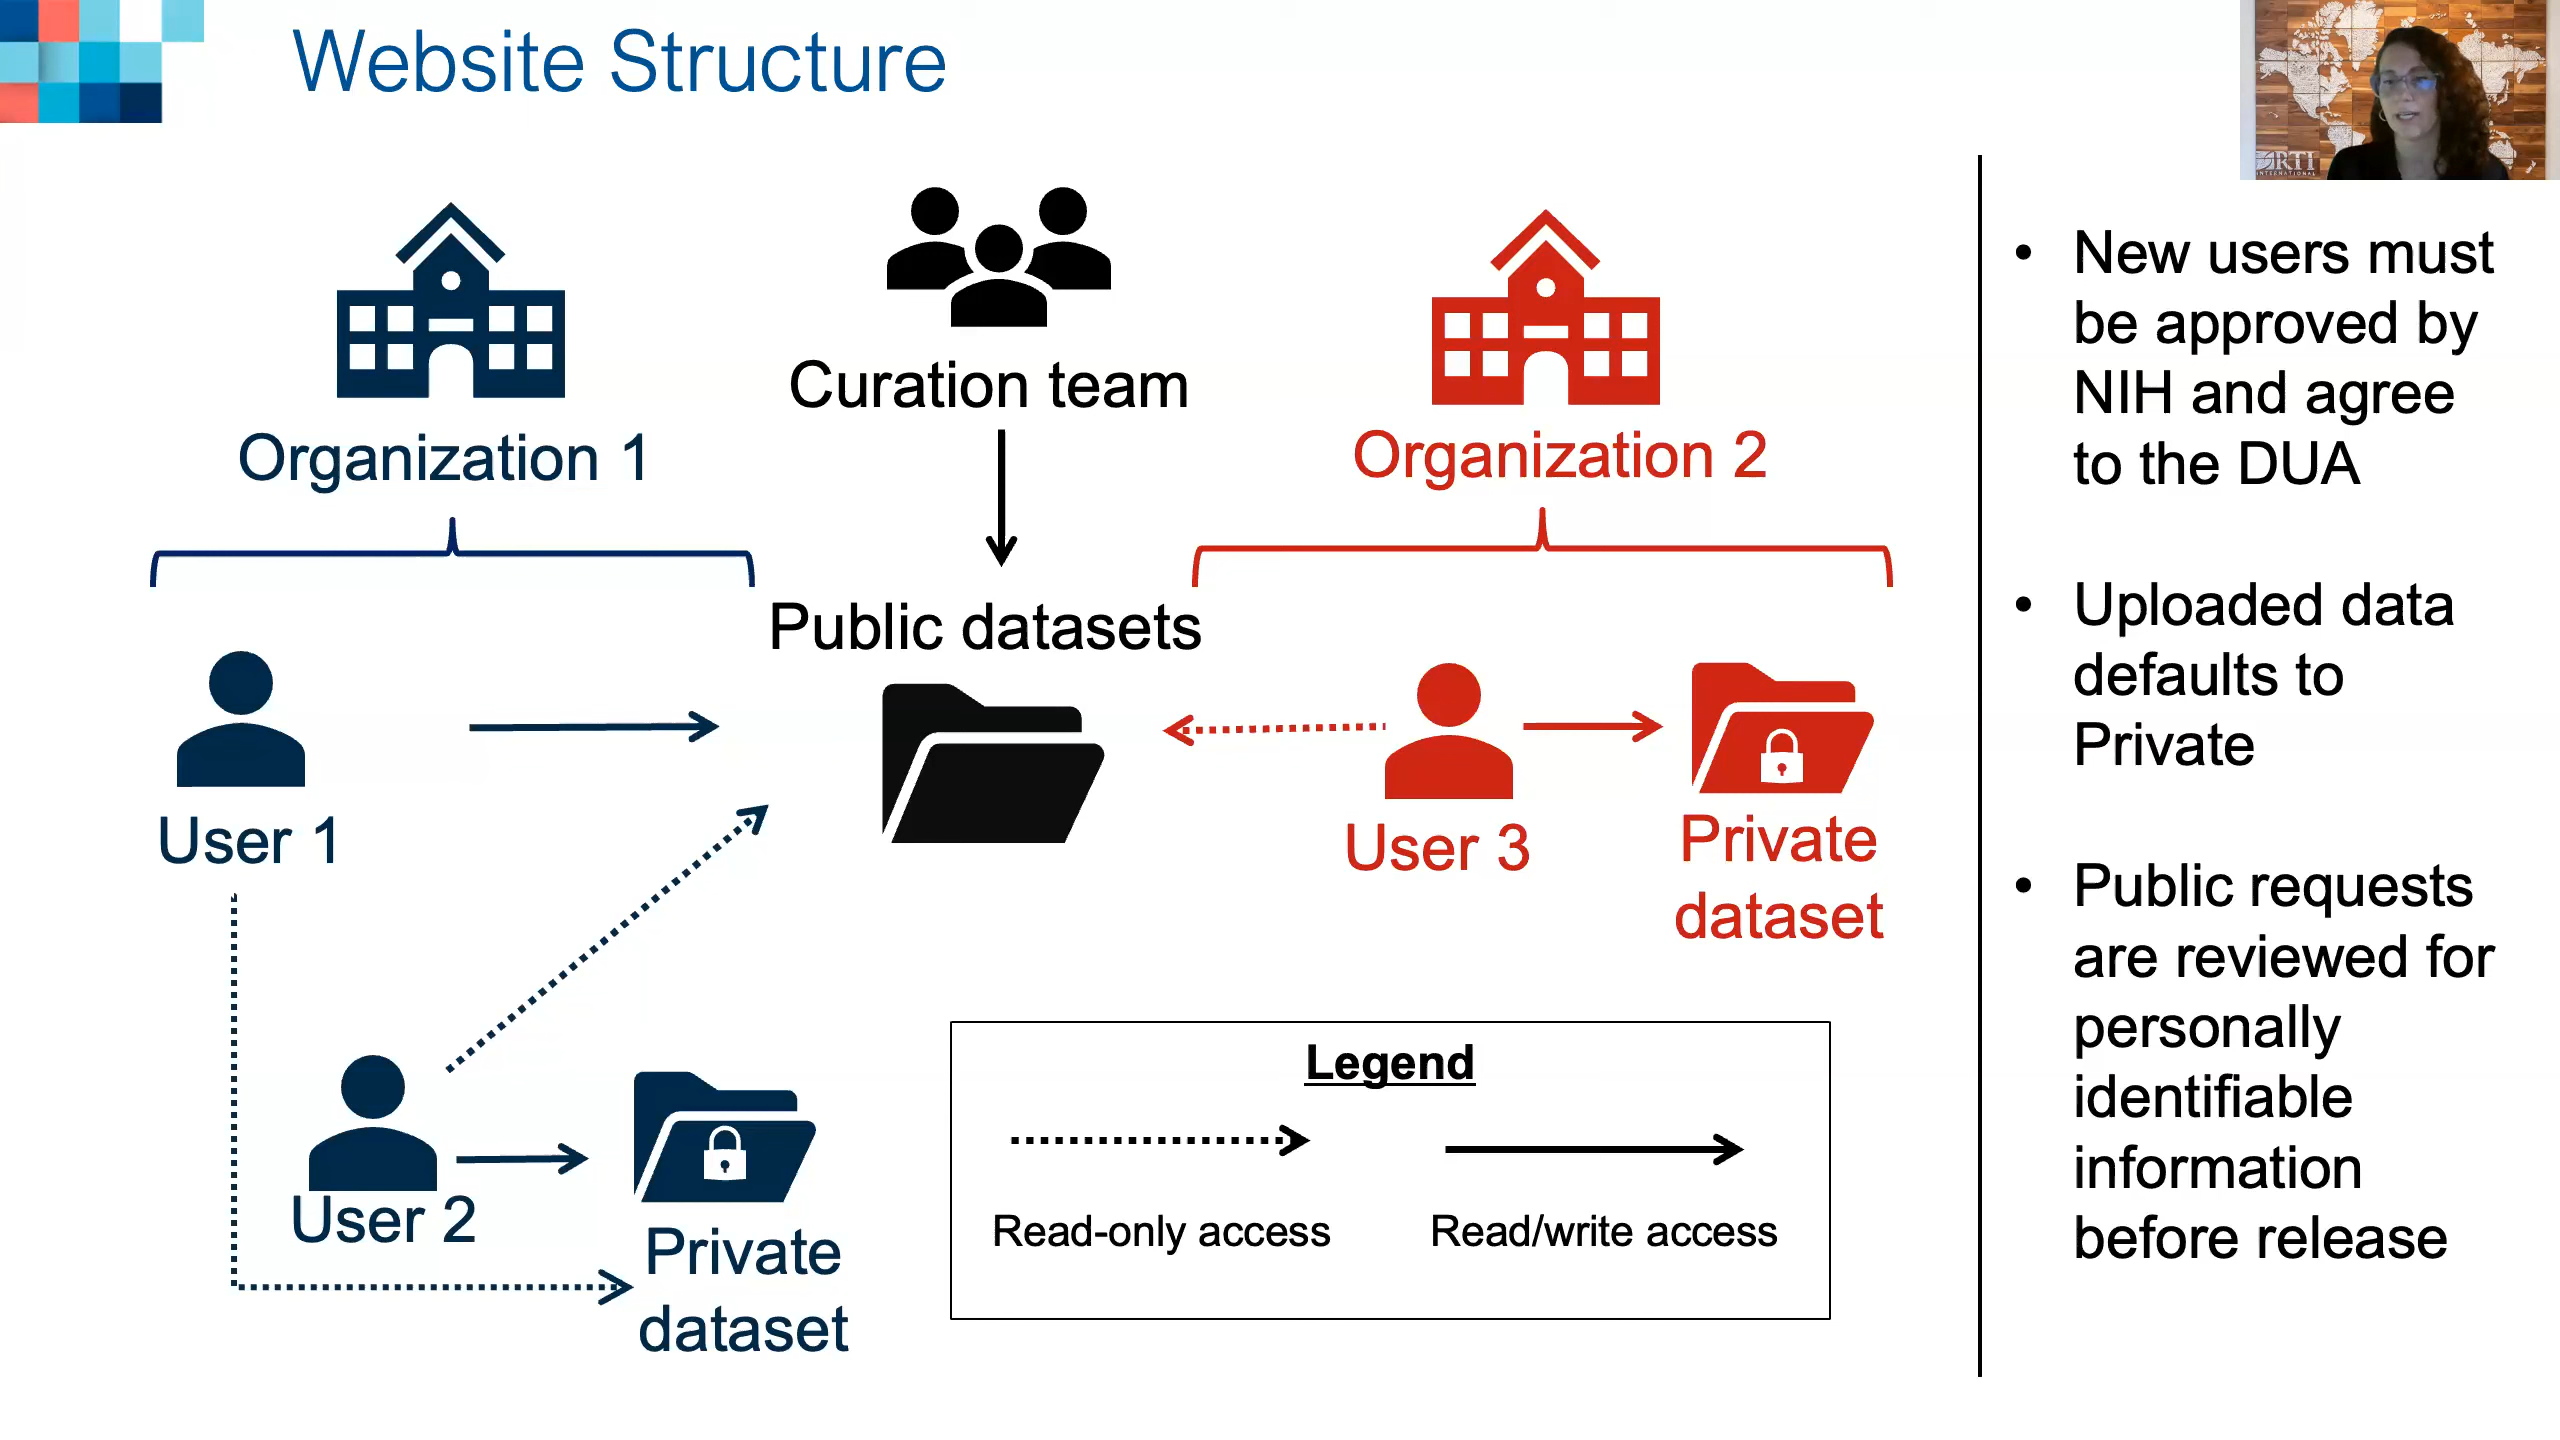 Website Structure
RTI
INTERNATIONAL
Curation team
Organization 1
Organization 2
Public datasets
User 1
User 3
Private
dataset
User 2
Private
dataset
Legend
Read-only access
Read/write access
• New users must
be approved by
NIH and agree
to the DUA
• Uploaded data
defaults to
Private
• Public requests
are reviewed for
personally
identifiable
information
before release